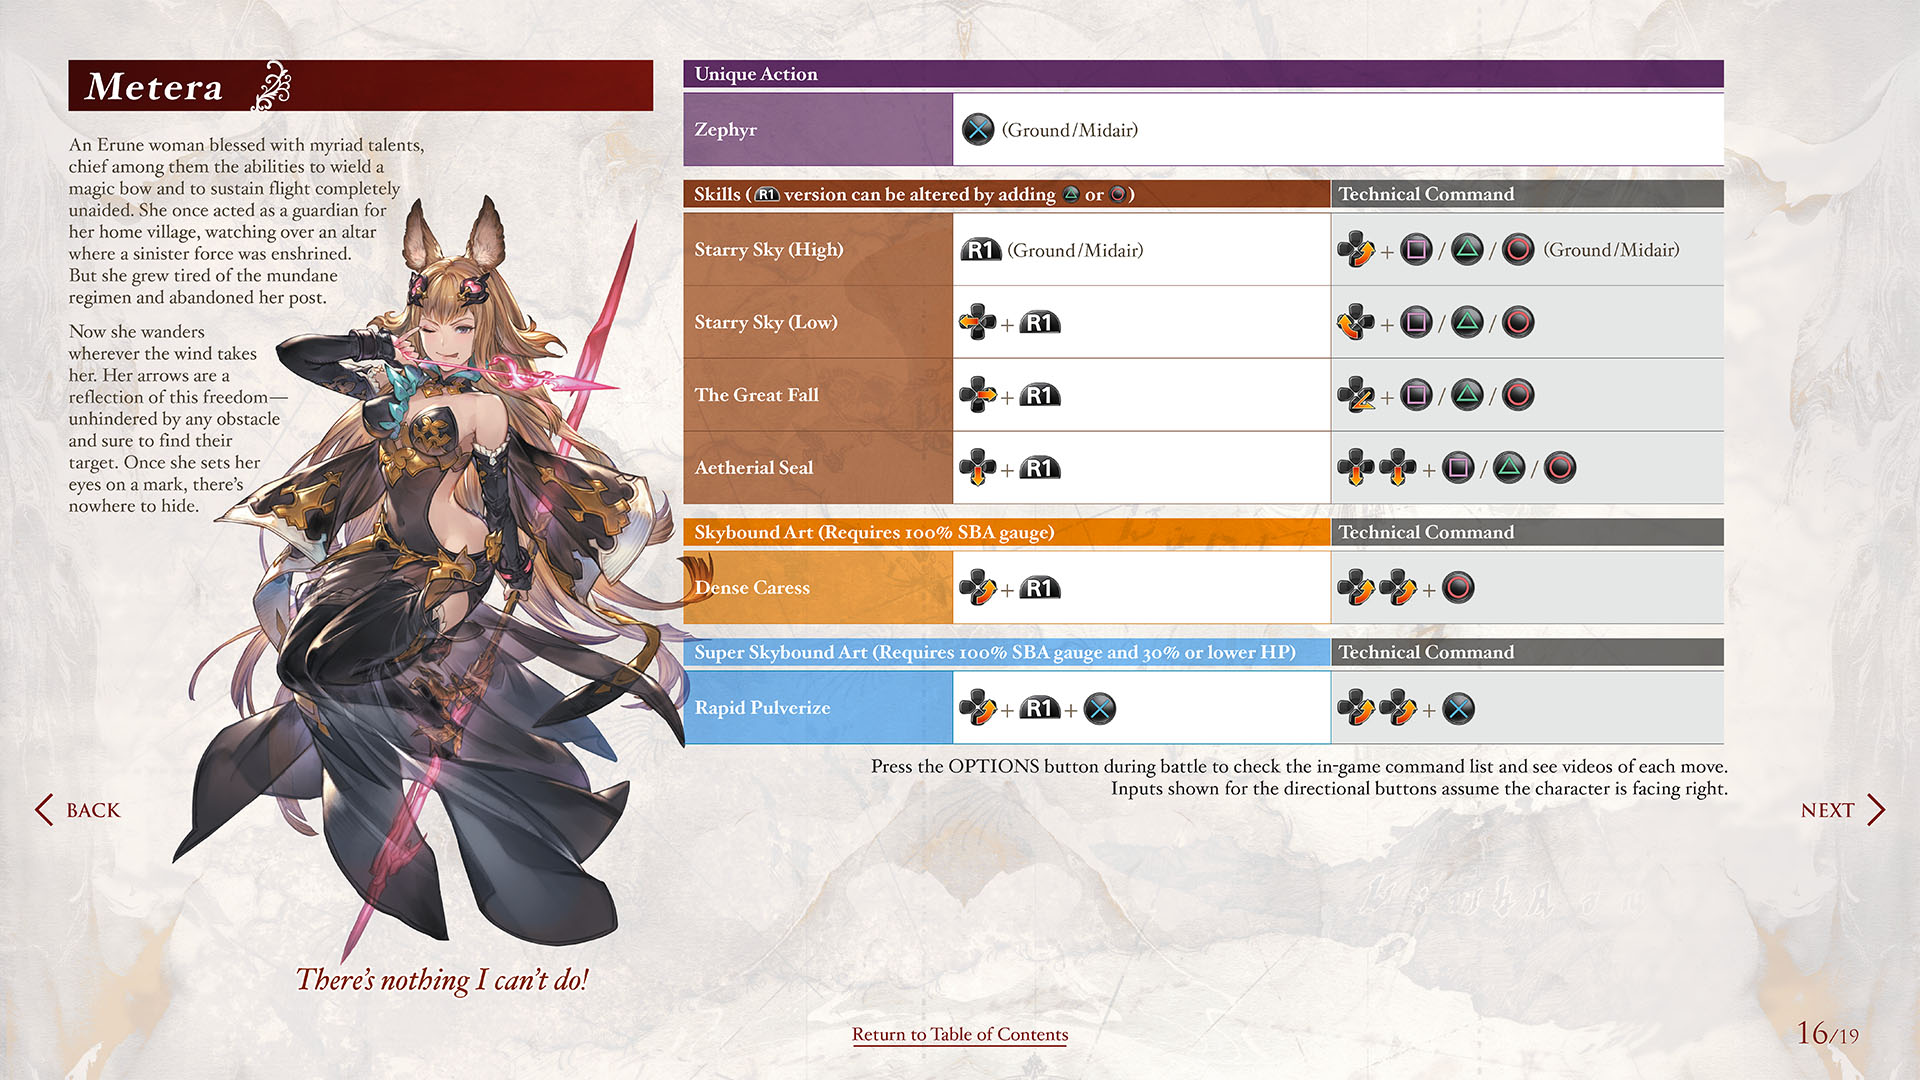 Metera
An Erune woman blessed with myriad talents,
chief among them the abilities to wield a
magic bow and to sustain flight completely
unaided. She once acted as a guardian for
her home village, watching over an altar
where a sinister force was enshrined.
But she grew tired of the mundane
regimen and abandoned her post.
Now she wanders
wherever the wind takes
her. Her arrows are a
reflection of this freedom—
unhindered by any obstacle
and sure to find their
target. Once she sets her
eyes on a mark, there's
nowhere to hide.
There's nothing I can't do!
Unique Action
Zephyr (Ground/Midair)
Skills (R1 version can be altered by adding or ) Technical Command
Starry Sky (High) R1 (Ground/Midair) + / / (Ground/Midair)
Starry Sky (Low) + R1 + / /
The Great Fall + R1 + / /
Aetherial Seal + R1 + / /
Skybound Art (Requires 100% SBA gauge) Technical Command
Dense Caress + R1 +
Super Skybound Art (Requires 100% SBA gauge and 30% or lower HP) Technical Command
Rapid Pulverize + R1 + +
Press the OPTIONS button during battle to check the in-game command list and see videos of each move.
Inputs shown for the directional buttons assume the character is facing right.
BACK
NEXT
Return to Table of Contents
16/19